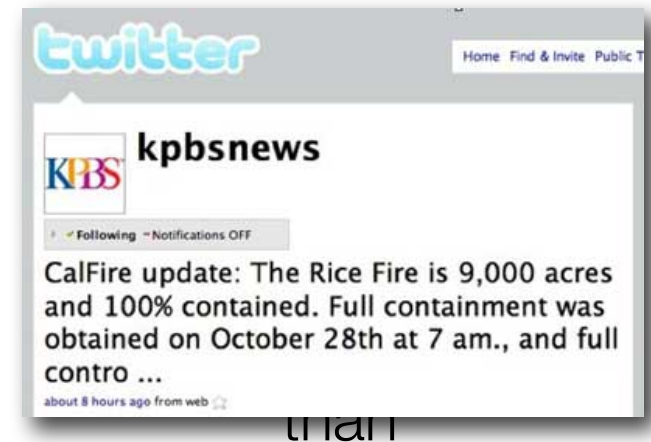 twitter
Home Find & Invite Public T
KPBS
kpbsnews
Following Notifications OFF
CalFire update: The Rice Fire is 9,000 acres
and 100% contained. Full containment was
obtained on October 28th at 7 am., and full
contro ...
about 8 hours ago from web
than